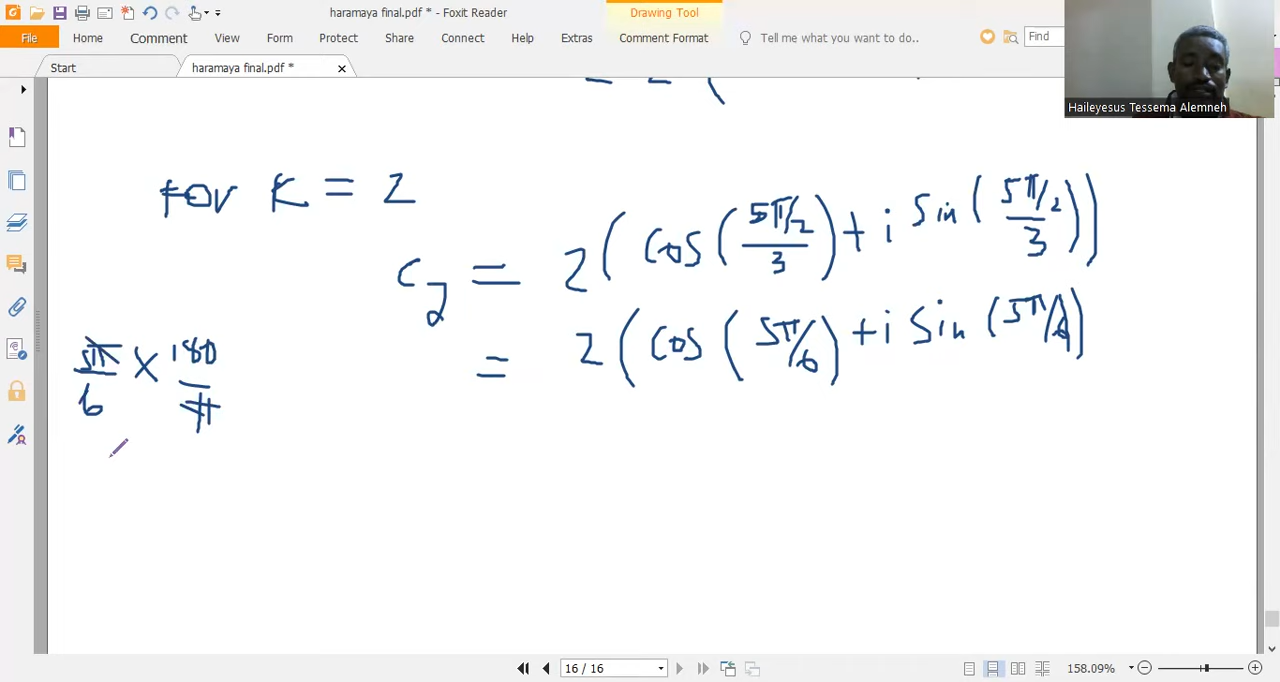 haramaya final.pdf * - Foxit Reader
Drawing Tool
File Home Comment View Form Protect Share Connect Help Extras Comment Format Tell me what you want to do.. Find
Start haramaya final.pdf *
Haileyesus Tessema Alemneh
= 2 (
For K = 2
c2 = 2(cos((5π/2)/3) + i sin((5π/2)/3))
= 2(cos(5π/6) + i sin(5π/6))
5π/6 × 180/π
16 / 16
158.09%